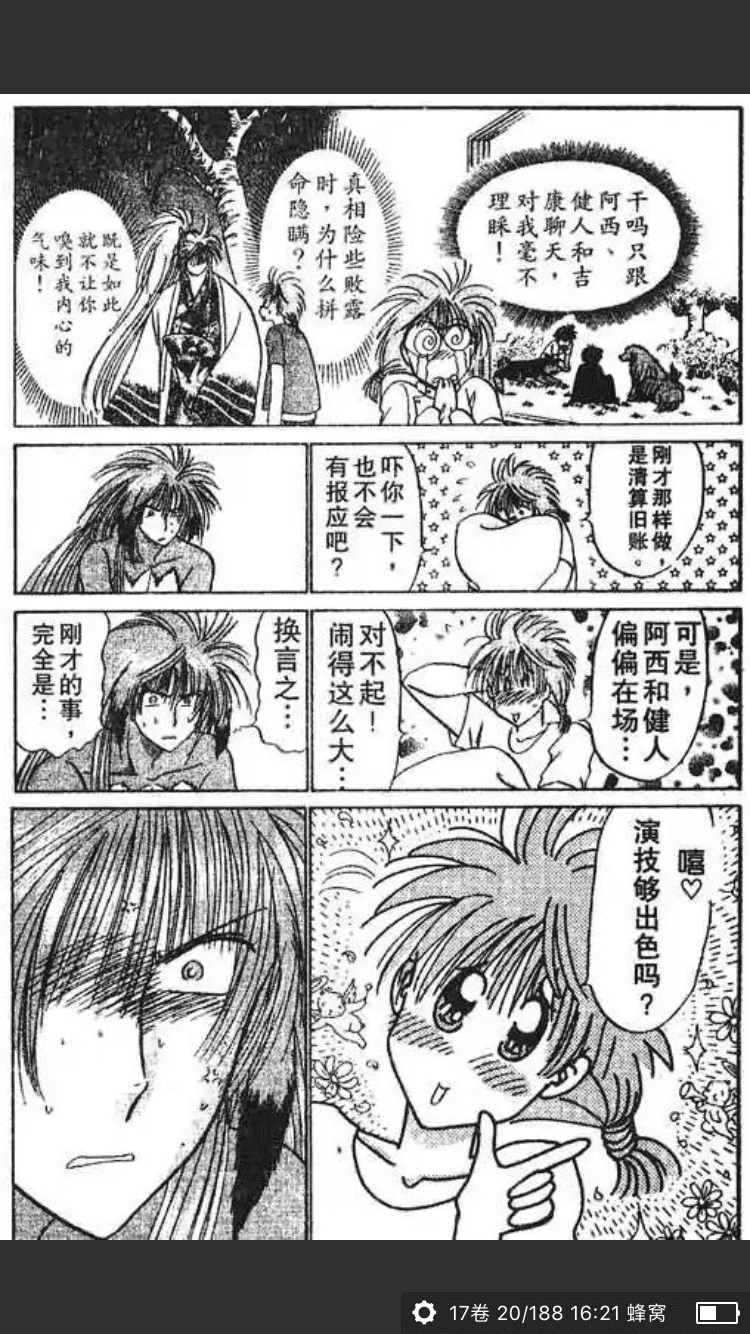 干吗只跟
阿西、
健人和吉
康聊天，
对我毫不
理睬！
真相险些败露
时，为什么拼
命隐瞒？
既是如此
就不让你
嗅到我内心的
气味！
刚才那样做，
是清算旧账。
吓你一下，
也不会
有报应吧？
可是，
阿西和健人
偏偏在场…
对不起！
闹得这么大…
换言之…
刚才的事，
完全是…
嘻♡
演技够出色吗？
17卷 20/188 16:21 蜂窝